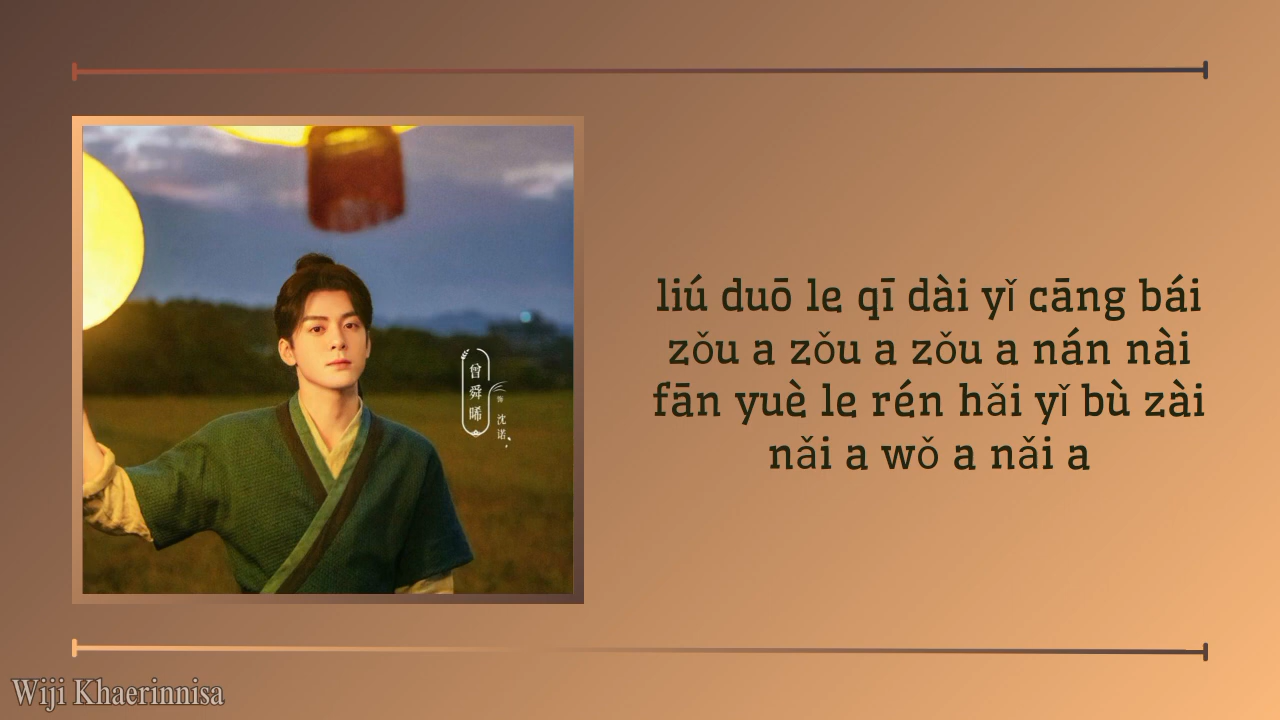 曾舜晞
饰
沈诺
liú duō le qī dài yǐ cāng bái
zǒu a zǒu a zǒu a nán nài
fān yuè le rén hǎi yǐ bù zài
nǎi a wǒ a nǎi a
Wiji Khaerinnisa